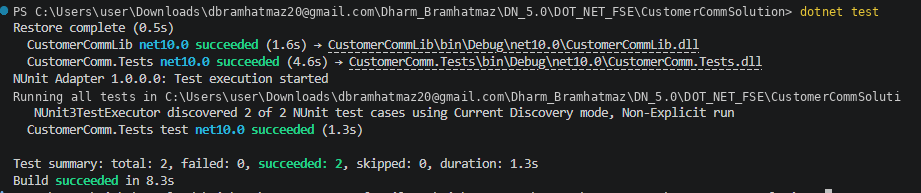 PS C:\Users\user\Downloads\dbramhatmaz20@gmail.com\Dharm_Bramhatmaz\DN_5.0\DOT_NET_FSE\CustomerCommSolution> dotnet test
Restore complete (0.5s)
  CustomerCommLib net10.0 succeeded (1.6s) → CustomerCommLib\bin\Debug\net10.0\CustomerCommLib.dll
  CustomerComm.Tests net10.0 succeeded (4.6s) → CustomerComm.Tests\bin\Debug\net10.0\CustomerComm.Tests.dll
NUnit Adapter 1.0.0.0: Test execution started
Running all tests in C:\Users\user\Downloads\dbramhatmaz20@gmail.com\Dharm_Bramhatmaz\DN_5.0\DOT_NET_FSE\CustomerCommSoluti
   NUnit3TestExecutor discovered 2 of 2 NUnit test cases using Current Discovery mode, Non-Explicit run
  CustomerComm.Tests test net10.0 succeeded (1.3s)
Test summary: total: 2, failed: 0, succeeded: 2, skipped: 0, duration: 1.3s
Build succeeded in 8.3s